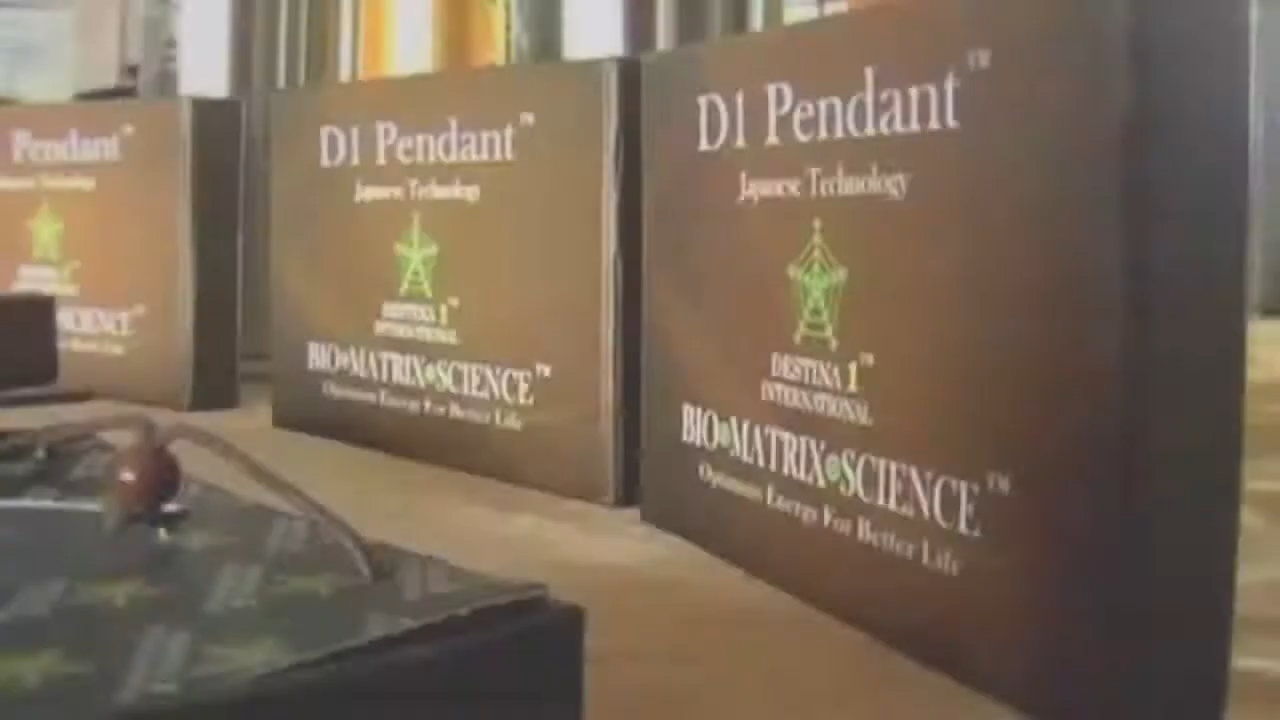 Pendant™
SCIENCE™
D1 Pendant™
Japanese Technology
DESTINA 1™
INTERNATIONAL
BIO•MATRIX•SCIENCE™
Optimum Energy For Better Life
D1 Pendant™
Japanese Technology
DESTINA 1™
INTERNATIONAL
BIO•MATRIX•SCIENCE™
Optimum Energy For Better Life